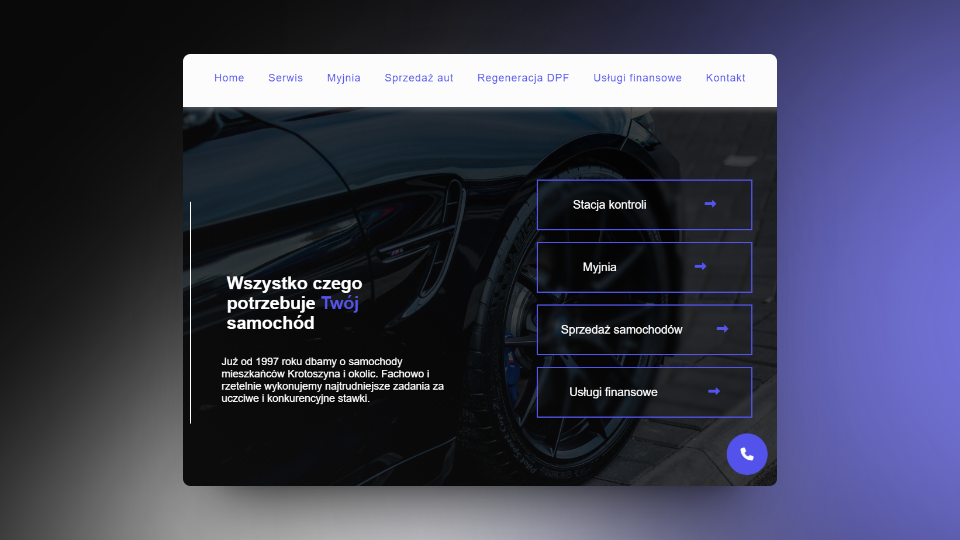 Home Serwis Myjnia Sprzedaż aut Regeneracja DPF Usługi finansowe Kontakt
Wszystko czego
potrzebuje Twój
samochód
Już od 1997 roku dbamy o samochody
mieszkańców Krotoszyna i okolic. Fachowo i
rzetelnie wykonujemy najtrudniejsze zadania za
uczciwe i konkurencyjne stawki.
Stacja kontroli
Myjnia
Sprzedaż samochodów
Usługi finansowe